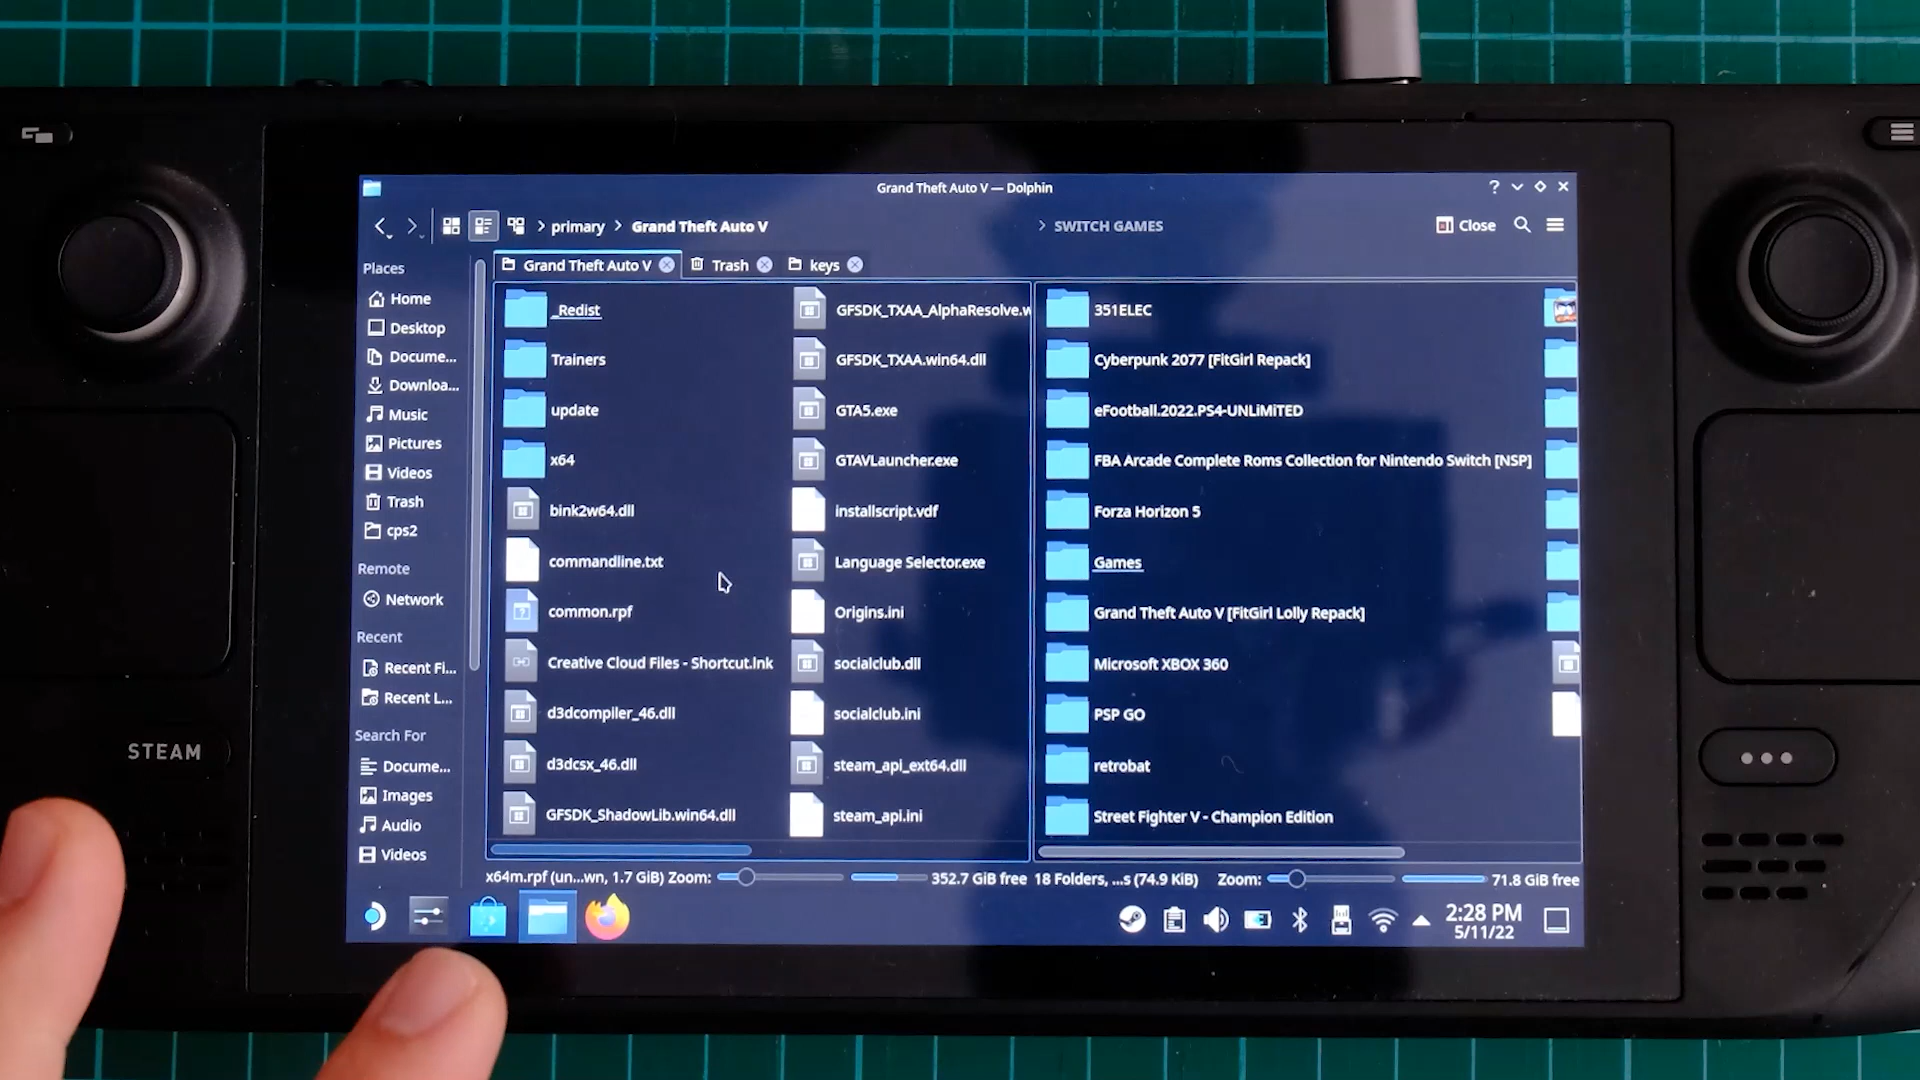 Grand Theft Auto V — Dolphin
primary
Grand Theft Auto V
SWITCH GAMES
Close
Grand Theft Auto V
Trash
keys
Places
Home
Desktop
Docume...
Downloa...
Music
Pictures
Videos
Trash
cps2
Remote
Network
Recent
Recent Fi...
Recent L...
Search For
Docume...
Images
Audio
Videos
_Redist
Trainers
update
x64
bink2w64.dll
commandline.txt
common.rpf
Creative Cloud Files - Shortcut.lnk
d3dcompiler_46.dll
d3dcsx_46.dll
GFSDK_ShadowLib.win64.dll
GFSDK_TXAA_AlphaResolve.w
GFSDK_TXAA.win64.dll
GTA5.exe
GTAVLauncher.exe
installscript.vdf
Language Selector.exe
Origins.ini
socialclub.dll
socialclub.ini
steam_api_ext64.dll
steam_api.ini
351ELEC
Cyberpunk 2077 [FitGirl Repack]
eFootball.2022.PS4-UNLiMiTED
FBA Arcade Complete Roms Collection for Nintendo Switch [NSP]
Forza Horizon 5
Games
Grand Theft Auto V [FitGirl Lolly Repack]
Microsoft XBOX 360
PSP GO
retrobat
Street Fighter V - Champion Edition
x64m.rpf (un...wn, 1.7 GiB) Zoom:
352.7 GiB free
18 Folders, ...s (74.9 KiB)
Zoom:
71.8 GiB free
2:28 PM
5/11/22
STEAM